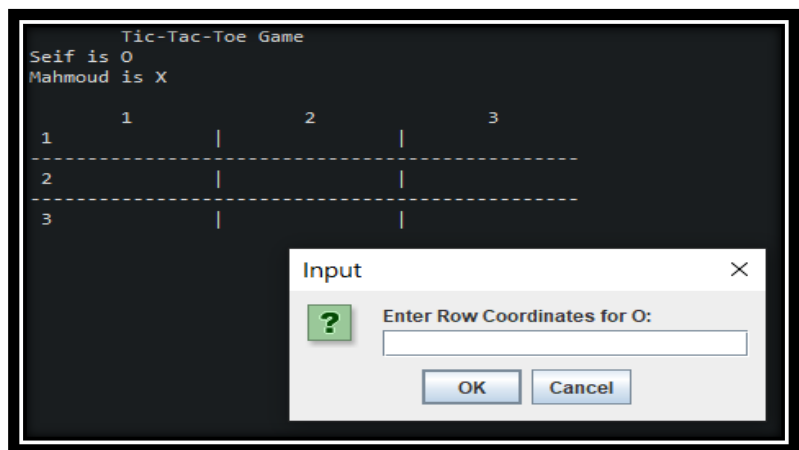 Tic-Tac-Toe Game
Seif is O
Mahmoud is X
1 2 3
1 | |
------------------------------------------------
2 | |
------------------------------------------------
3 | |
Input
?
Enter Row Coordinates for O:
OK Cancel